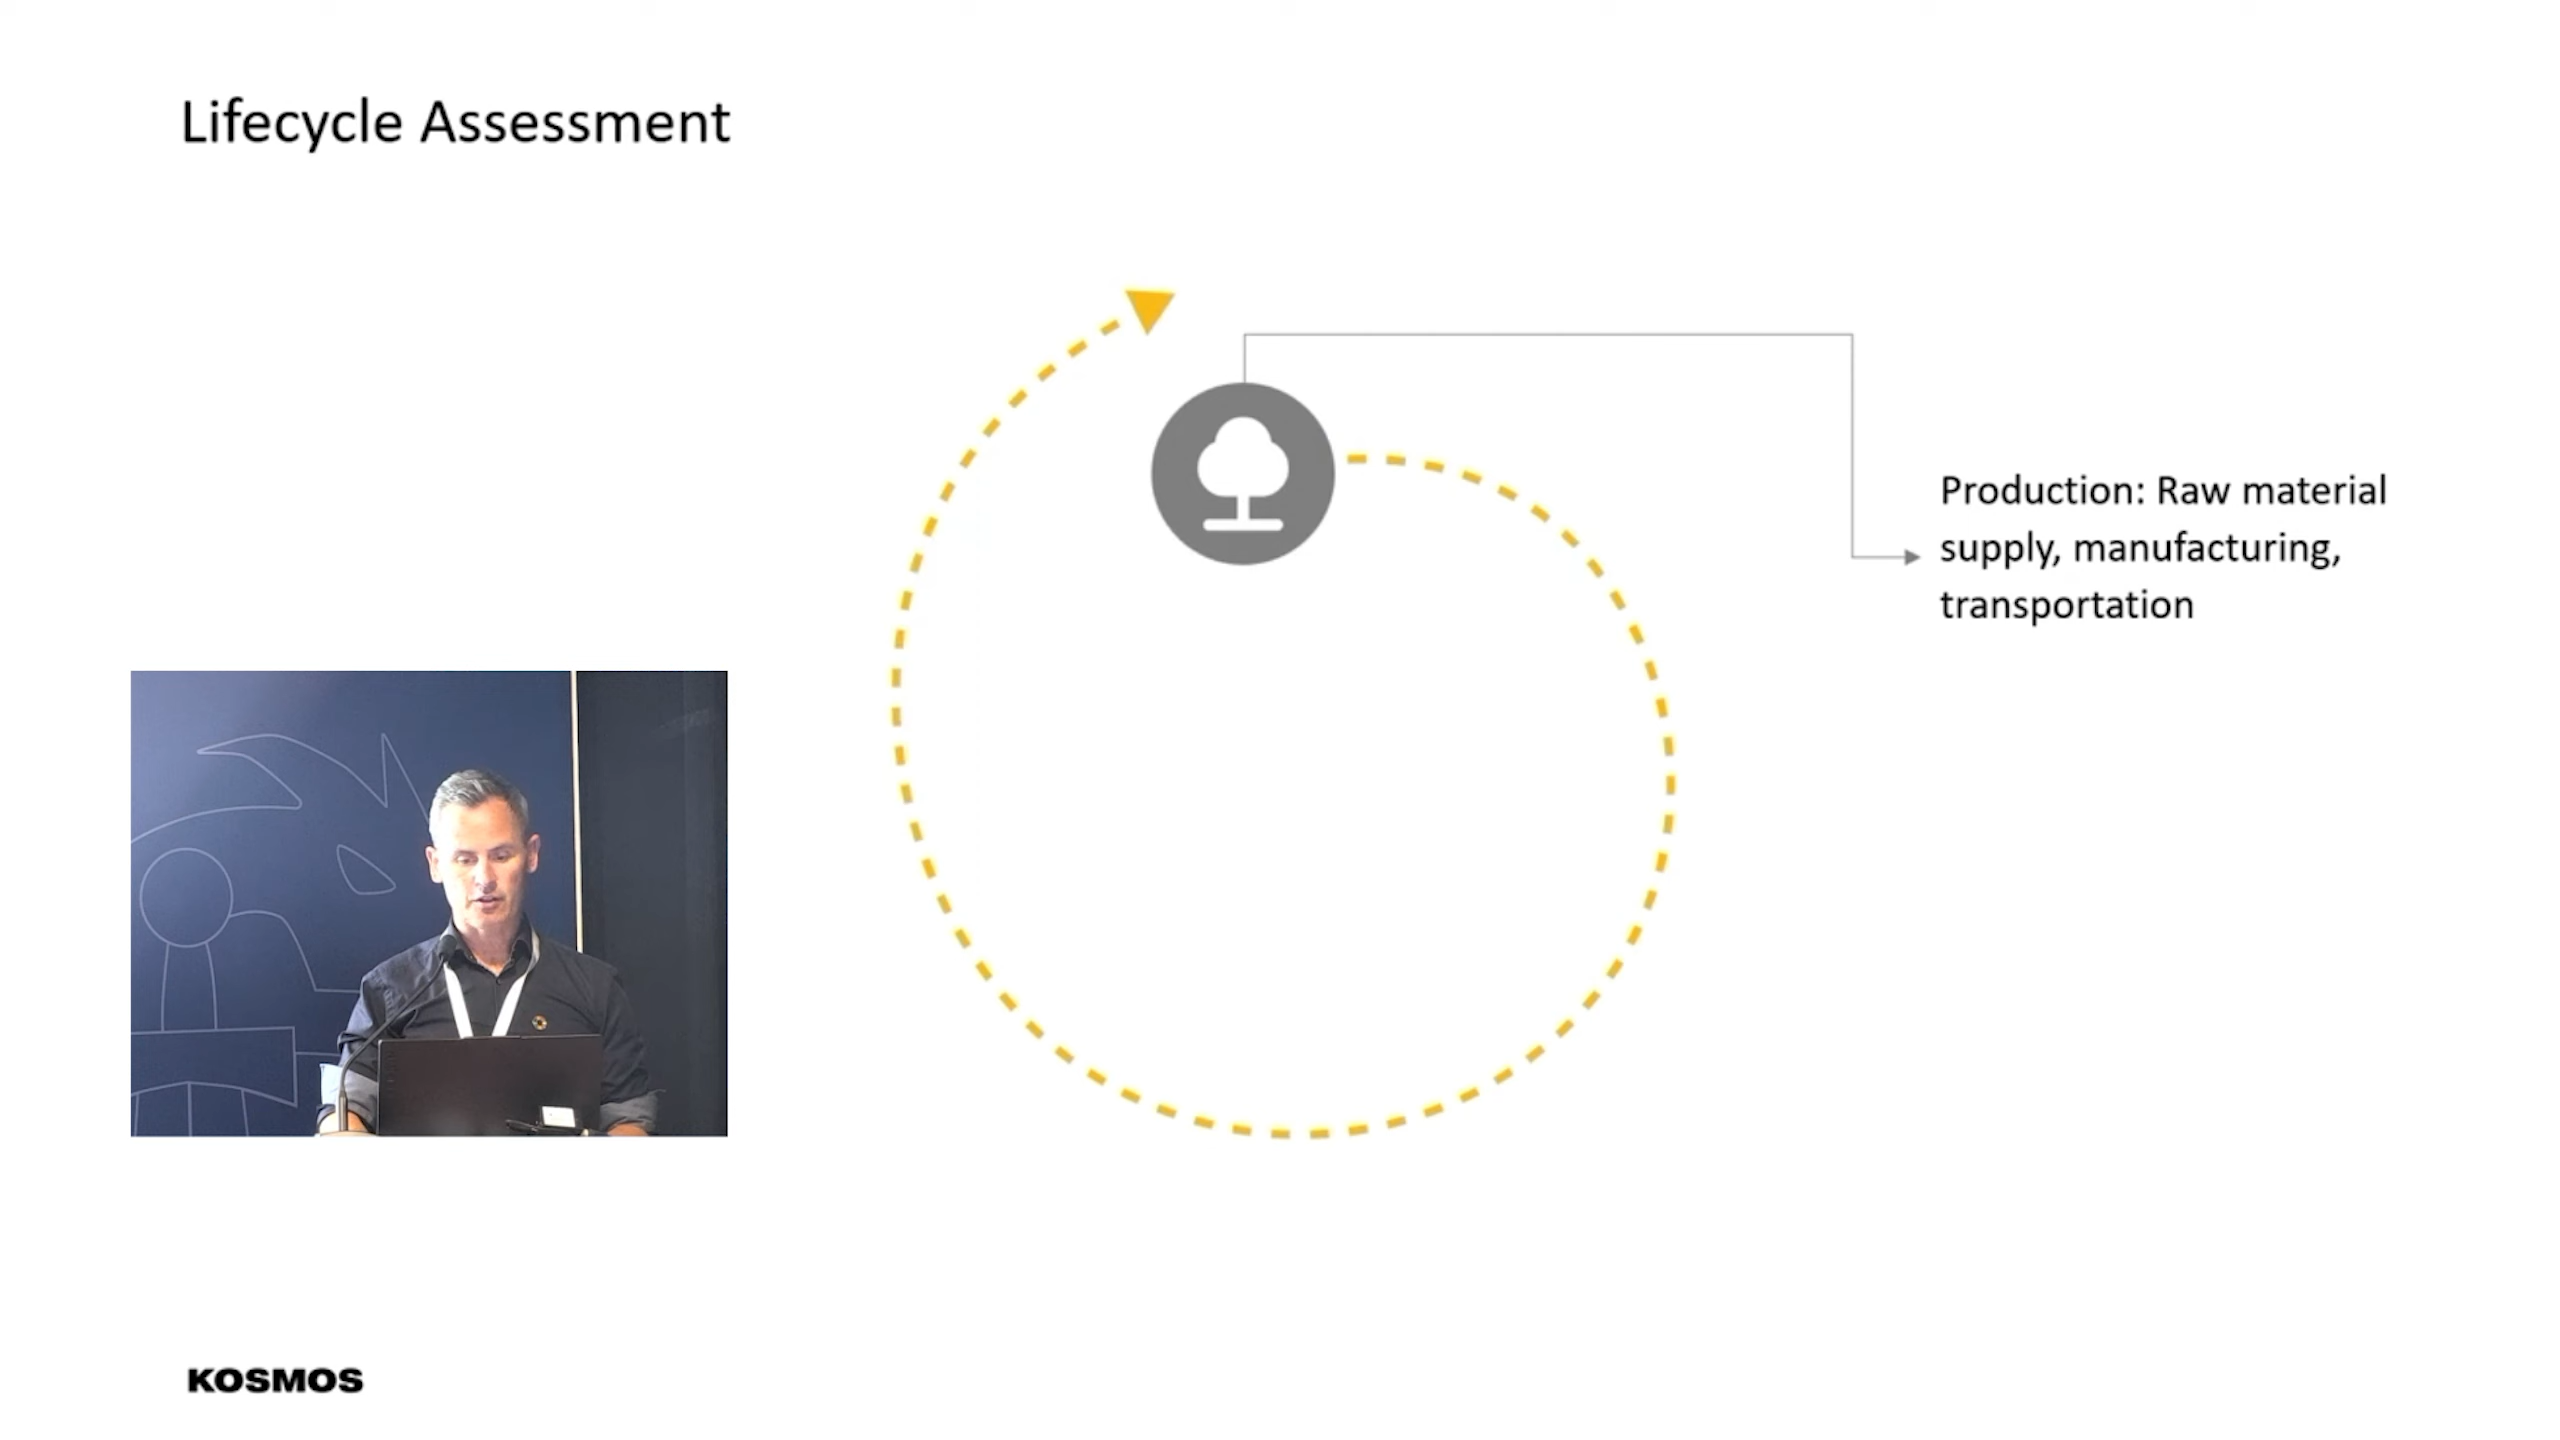 Lifecycle Assessment
Production: Raw material
supply, manufacturing,
transportation
KOSMOS